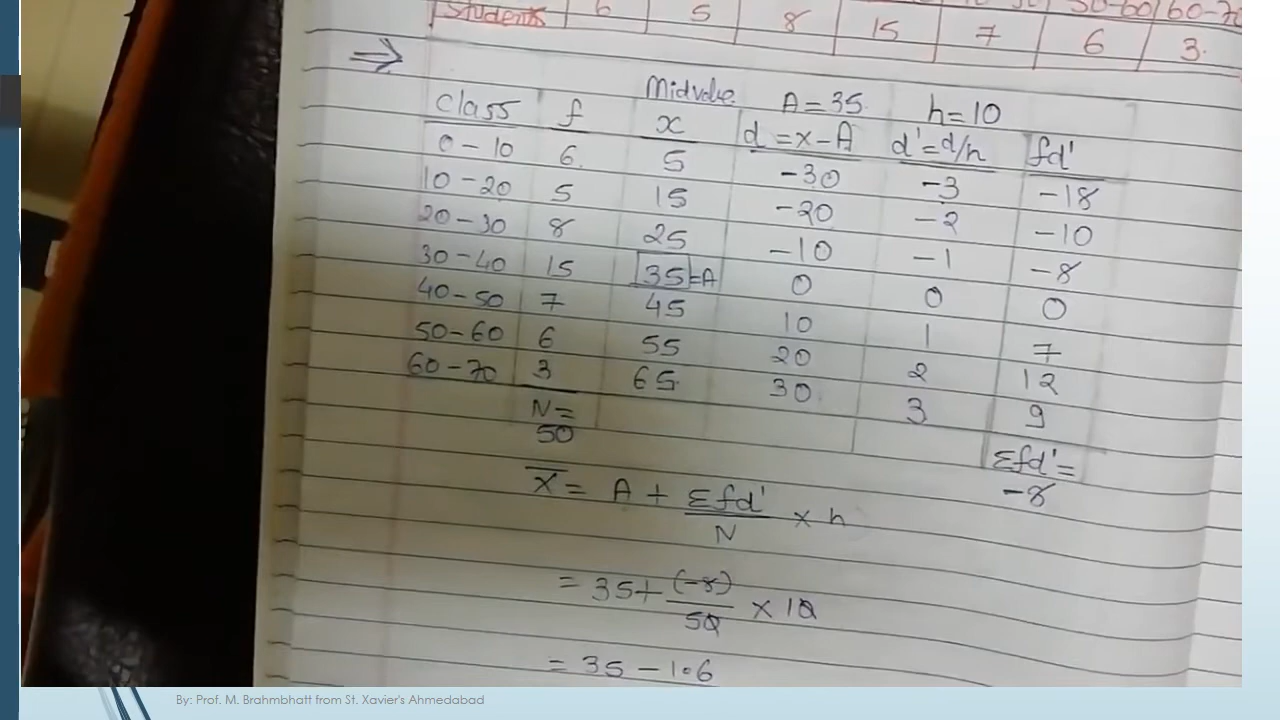 50-60 60-70
Students 6 5 8 15 7 6 3.
⇒
Midvalue A=35 h=10
class f x d=x-A d'=d/h fd'
0-10 6 5 -30 -3 -18
10-20 5 15 -20 -2 -10
20-30 8 25 -10 -1 -8
30-40 15 35=A 0 0 0
40-50 7 45 10 1 7
50-60 6 55 20 2 12
60-70 3 65 30 3 9
N= 50 Σfd'= -8
x̄ = A + Σfd'/N × h
= 35 + (-8)/50 × 10
= 35 - 1.6
By: Prof. M. Brahmbhatt from St. Xavier's Ahmedabad